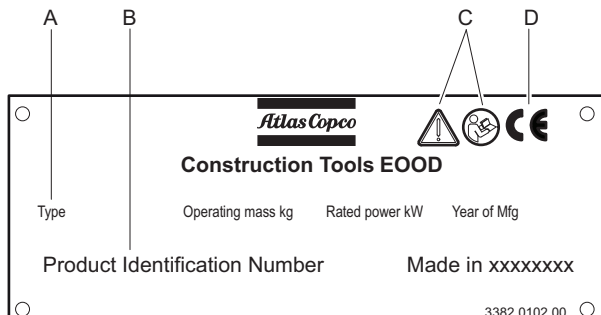 A B C D
Atlas Copco CE
Construction Tools EOOD
Type Operating mass kg Rated power kW Year of Mfg
Product Identification Number Made in xxxxxxxx
3382 0102 00